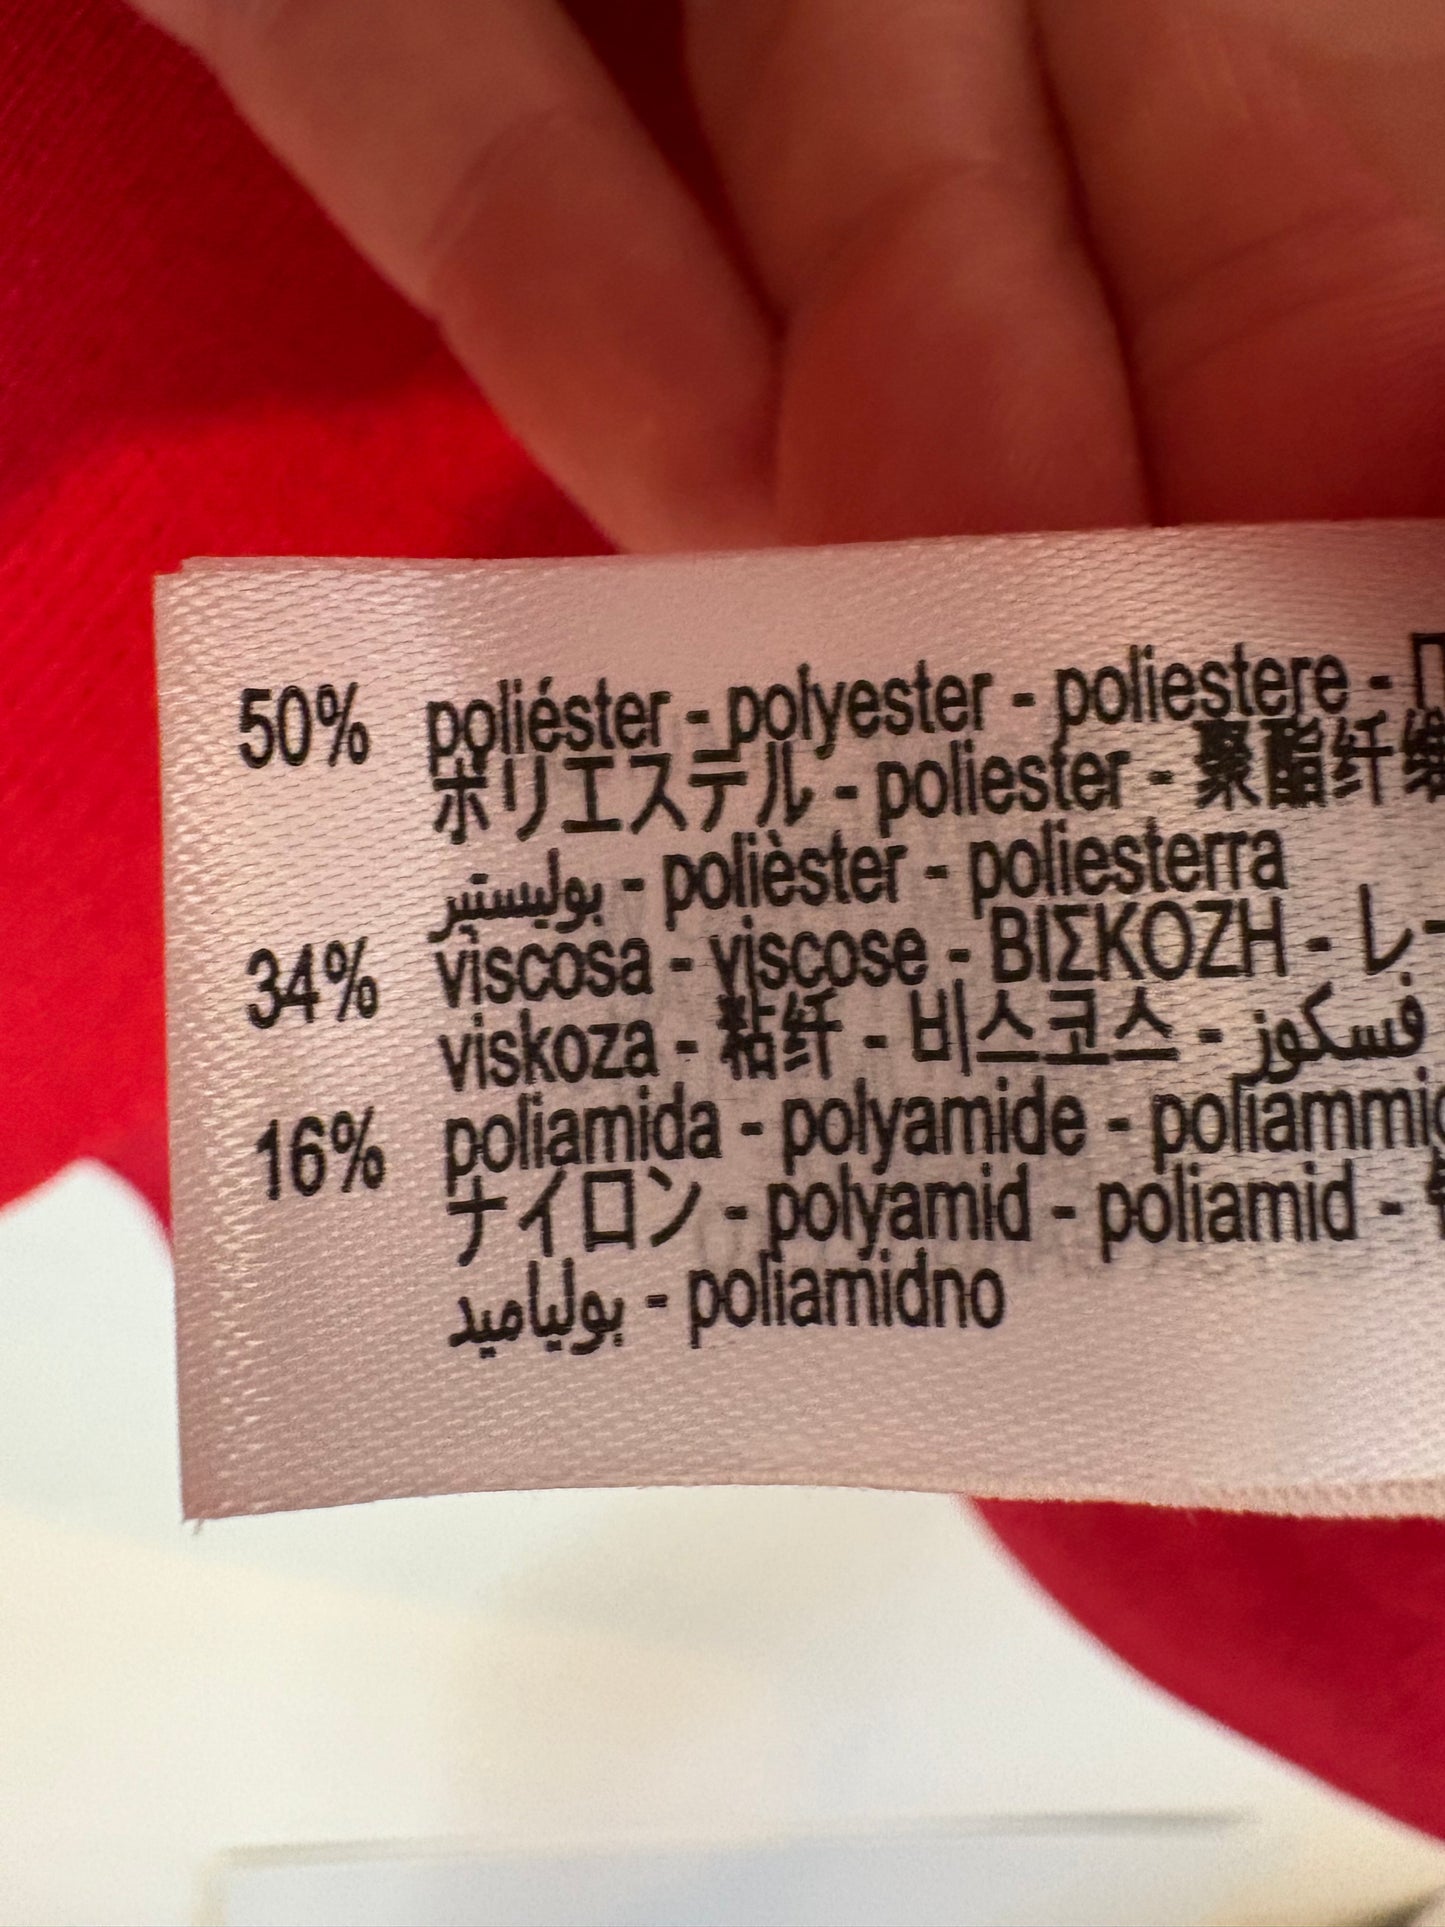 50% poliéster - polyester - poliestere -
ポリエステル - poliester - 聚酯纤维
بوليستير - polièster - poliesterra
34% viscosa - viscose - ΒΙΣΚΟΖΗ - レ
viskoza - 粘纤 - 비스코스 - فسكوز
16% poliamida - polyamide -
ナイロン - polyamid - poliamid -
بولياميد - poliamidno